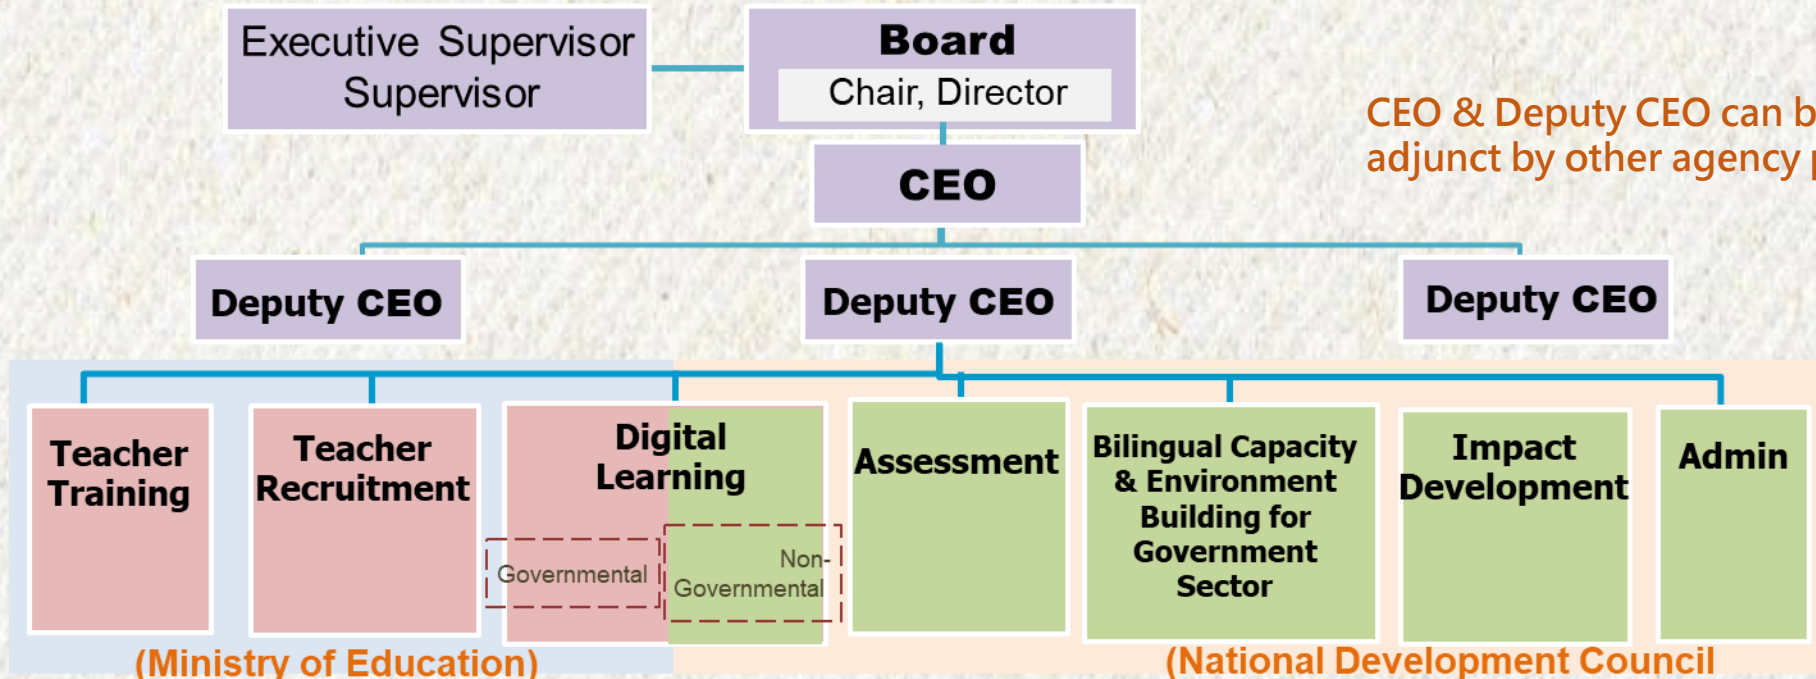 Executive Supervisor
Supervisor
Board
Chair, Director
CEO & Deputy CEO can b
adjunct by other agency p
CEO
Deputy CEO
Deputy CEO
Deputy CEO
Teacher
Training
Teacher
Recruitment
Digital
Learning
Governmental
Non-
Governmental
Assessment
Bilingual Capacity
& Environment
Building for
Government
Sector
Impact
Development
Admin
(Ministry of Education)
(National Development Council